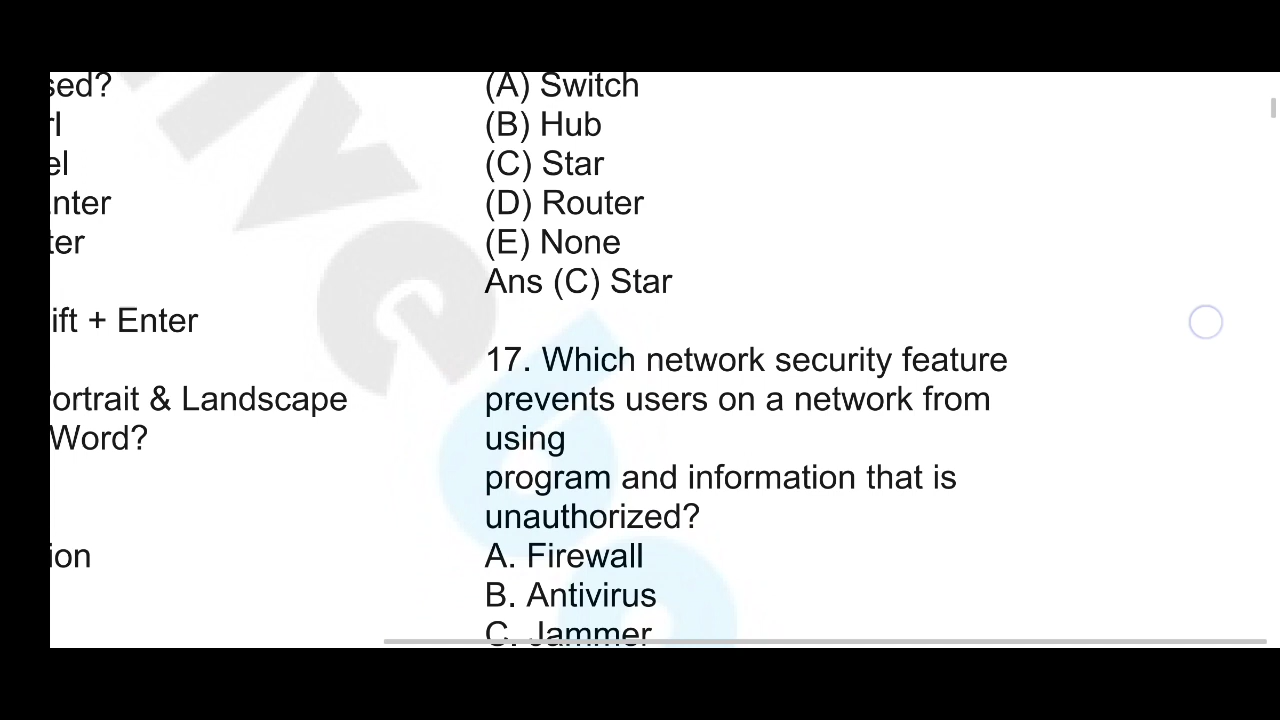 sed?
rl
el
nter
ter
ift + Enter
ortrait & Landscape
Word?
ion
(A) Switch
(B) Hub
(C) Star
(D) Router
(E) None
Ans (C) Star
17. Which network security feature
prevents users on a network from
using
program and information that is
unauthorized?
A. Firewall
B. Antivirus
C. Jammer